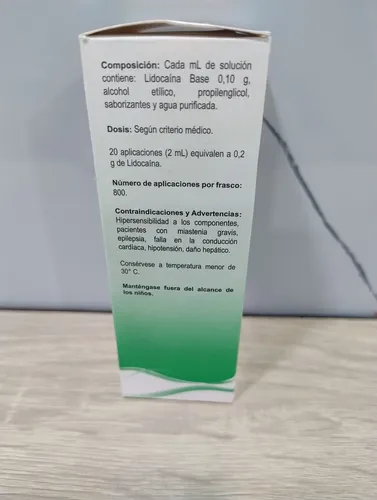 Composición: Cada mL de solución
contiene: Lidocaína Base 0,10 g,
alcohol etílico, propilenglicol,
saborizantes y agua purificada.
Dosis: Según criterio médico.
20 aplicaciones (2 mL) equivalen a 0,2
g de Lidocaína.
Número de aplicaciones por frasco:
800.
Contraindicaciones y Advertencias:
Hipersensibilidad a los componentes,
pacientes con miastenia gravis,
epilepsia, falla en la conducción
cardíaca, hipotensión, daño hepático.
Consérvese a temperatura menor de
30° C.
Manténgase fuera del alcance de
los niños.